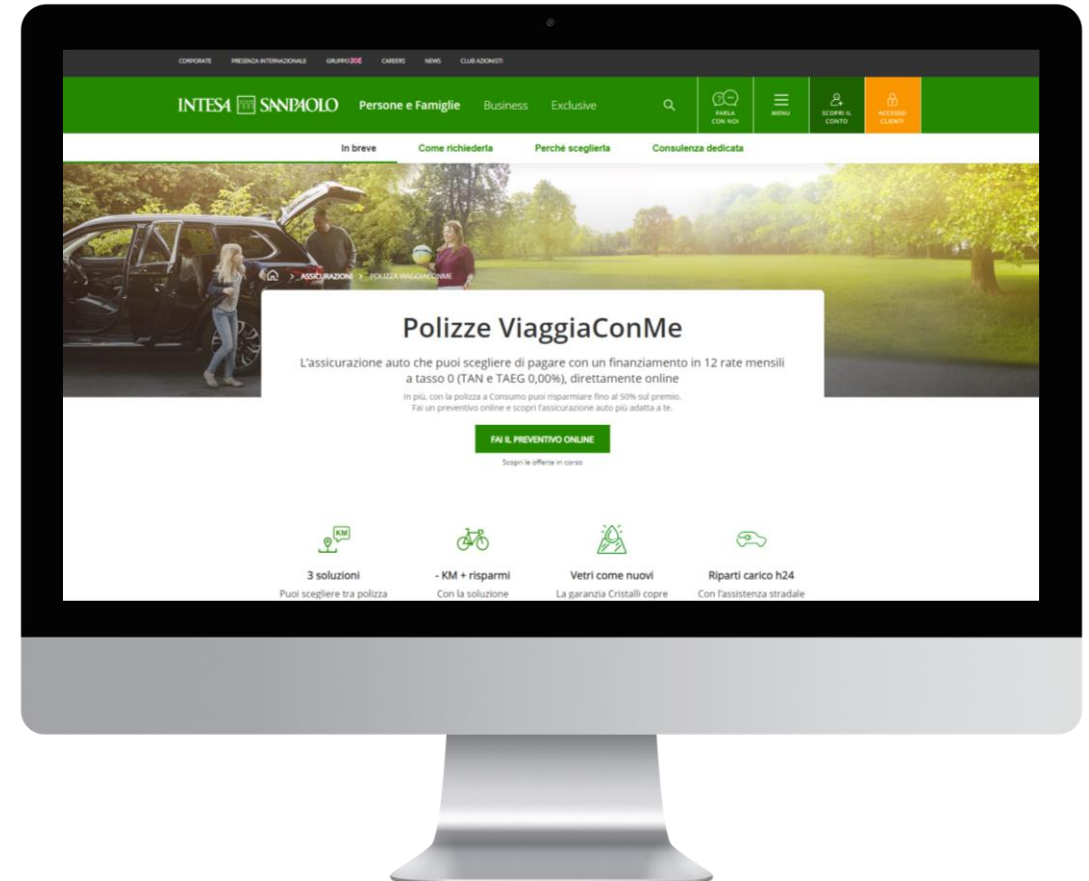 CORPORATE PRESENZA INTERNAZIONALE GRUPPO CAREERS NEWS CLUB AZIONISTI
INTESA SANPAOLO Persone e Famiglie Business Exclusive PARLA CON NOI MENU SCOPRI IL CONTO ACCESSO CLIENTI
In breve Come richiederla Perché sceglierla Consulenza dedicata
> ASSICURAZIONI > POLIZZA VIAGGIACONME
Polizze ViaggiaConMe
L'assicurazione auto che puoi scegliere di pagare con un finanziamento in 12 rate mensili
a tasso 0 (TAN e TAEG 0,00%), direttamente online
In più, con la polizza a Consumo puoi risparmiare fino al 50% sul premio.
Fai un preventivo online e scopri l'assicurazione auto più adatta a te.
FAI IL PREVENTIVO ONLINE
Scopri le offerte in corso
KM
3 soluzioni - KM + risparmi Vetri come nuovi Riparti carico h24
Puoi scegliere tra polizza Con la soluzione La garanzia Cristalli copre Con l'assistenza stradale